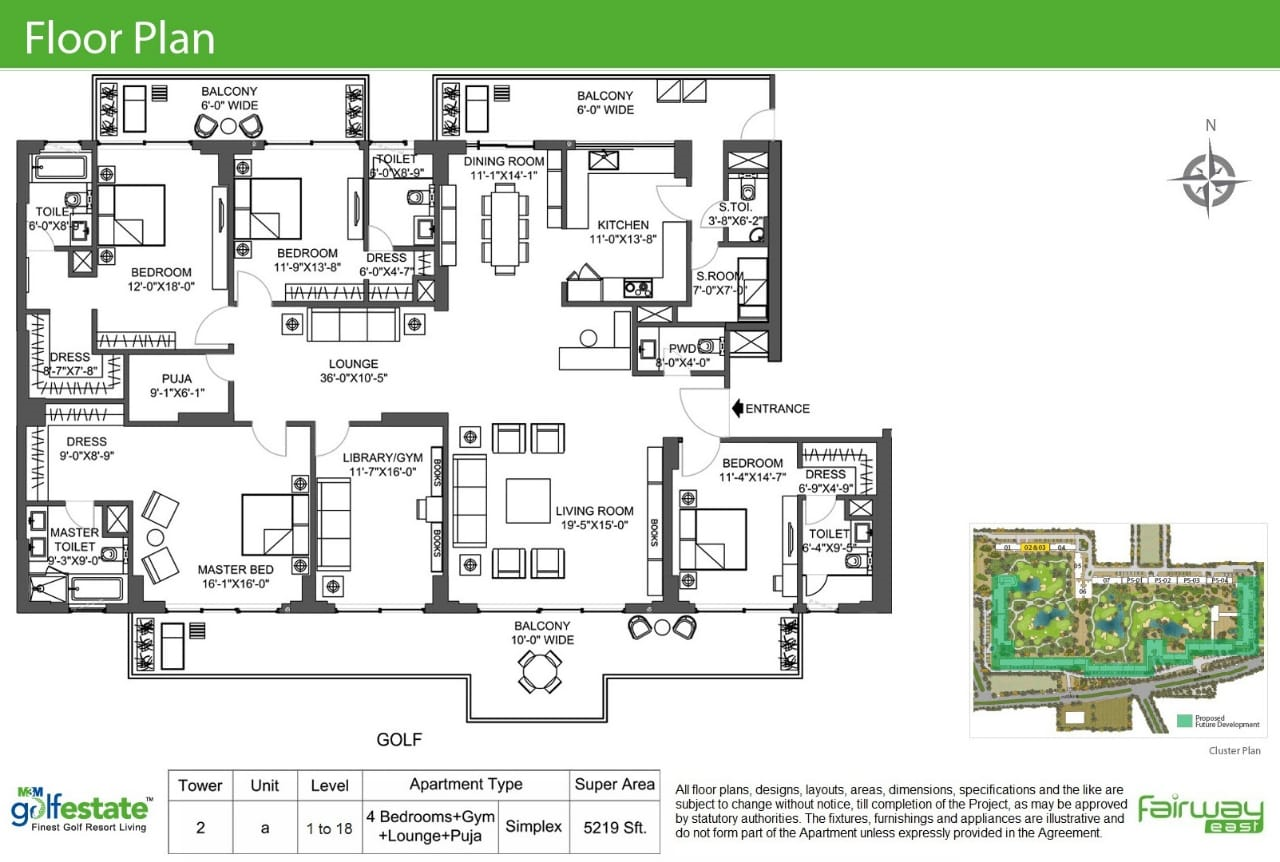 Floor Plan
BALCONY
6'-0" WIDE
BALCONY
6'-0" WIDE
N
TOILET
6'-0"X8'-9"
DINING ROOM
11'-1"X14'-1"
TOILET
6'-0"X8'-9"
KITCHEN
11'-0"X13'-8"
S.TOI.
3'-8"X6'-2"
BEDROOM
12'-0"X18'-0"
BEDROOM
11'-9"X13'-8"
DRESS
6'-0"X4'-7"
S.ROOM
7'-0"X7'-0"
DRESS
8'-7"X7'-8"
PUJA
9'-1"X6'-1"
LOUNGE
36'-0"X10'-5"
PWD
8'-0"X4'-0"
ENTRANCE
DRESS
9'-0"X8'-9"
LIBRARY/GYM
11'-7"X16'-0"
BOOKS
BOOKS
BEDROOM
11'-4"X14'-7"
DRESS
6'-9"X4'-9"
LIVING ROOM
19'-5"X15'-0"
BOOKS
MASTER
TOILET
9'-3"X9'-0"
MASTER BED
16'-1"X16'-0"
TOILET
6'-4"X9'-5"
BALCONY
10'-0" WIDE
GOLF
01 02 & 03 04
05
06
07 PS-01 PS-02 PS-03 PS-04
Proposed
Future Development
Cluster Plan
Tower Unit Level Apartment Type Super Area
2 a 1 to 18 4 Bedrooms+Gym
+Lounge+Puja Simplex 5219 Sft.
M3M
golfestate™
Finest Golf Resort Living
All floor plans, designs, layouts, areas, dimensions, specifications and the like are
subject to change without notice, till completion of the Project, as may be approved
by statutory authorities. The fixtures, furnishings and appliances are illustrative and
do not form part of the Apartment unless expressly provided in the Agreement.
fairway
east